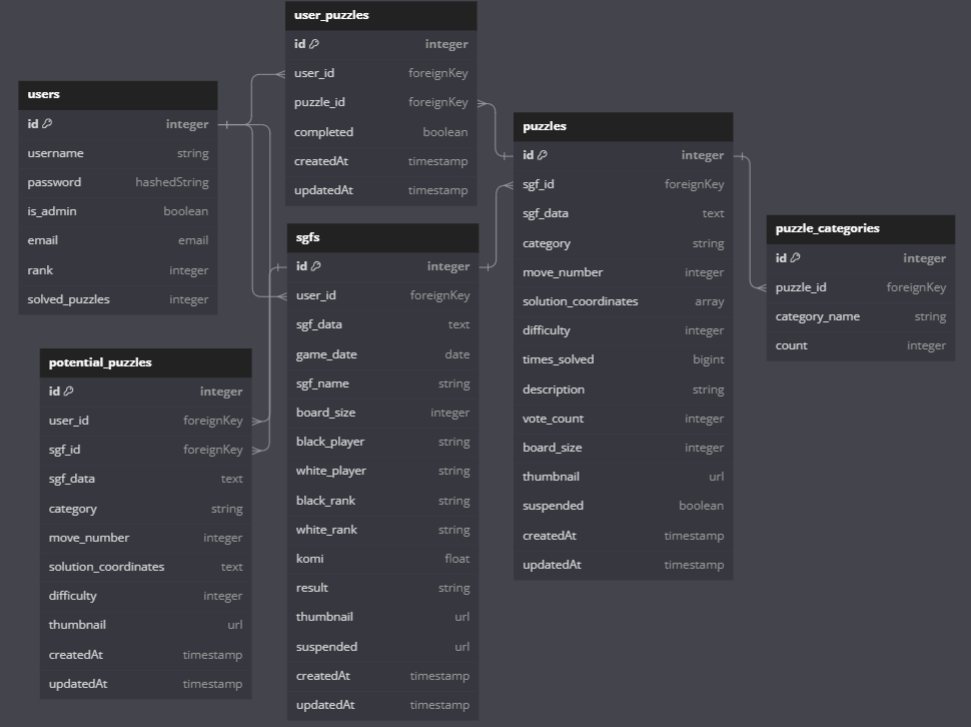 user_puzzles
id integer
user_id foreignKey
puzzle_id foreignKey
completed boolean
createdAt timestamp
updatedAt timestamp
users
id integer
username string
password hashedString
is_admin boolean
email email
rank integer
solved_puzzles integer
puzzles
id integer
sgf_id foreignKey
sgf_data text
category string
move_number integer
solution_coordinates array
difficulty integer
times_solved bigint
description string
vote_count integer
board_size integer
thumbnail url
suspended boolean
createdAt timestamp
updatedAt timestamp
puzzle_categories
id integer
puzzle_id foreignKey
category_name string
count integer
sgfs
id integer
user_id foreignKey
sgf_data text
game_date date
sgf_name string
board_size integer
black_player string
white_player string
black_rank string
white_rank string
komi float
result string
thumbnail url
suspended url
createdAt timestamp
updatedAt timestamp
potential_puzzles
id integer
user_id foreignKey
sgf_id foreignKey
sgf_data text
category string
move_number integer
solution_coordinates text
difficulty integer
thumbnail url
createdAt timestamp
updatedAt timestamp